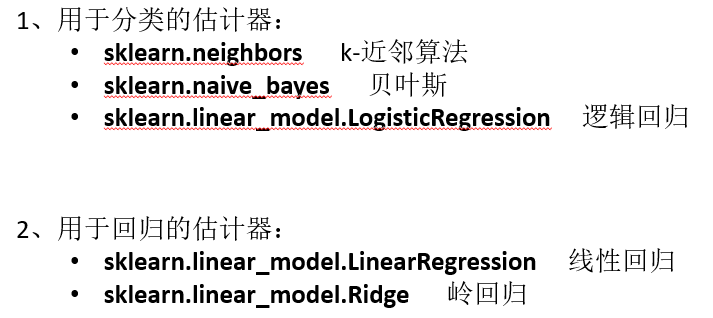 1、用于分类的估计器：
• sklearn.neighbors k-近邻算法
• sklearn.naive_bayes 贝叶斯
• sklearn.linear_model.LogisticRegression 逻辑回归
2、用于回归的估计器：
• sklearn.linear_model.LinearRegression 线性回归
• sklearn.linear_model.Ridge 岭回归